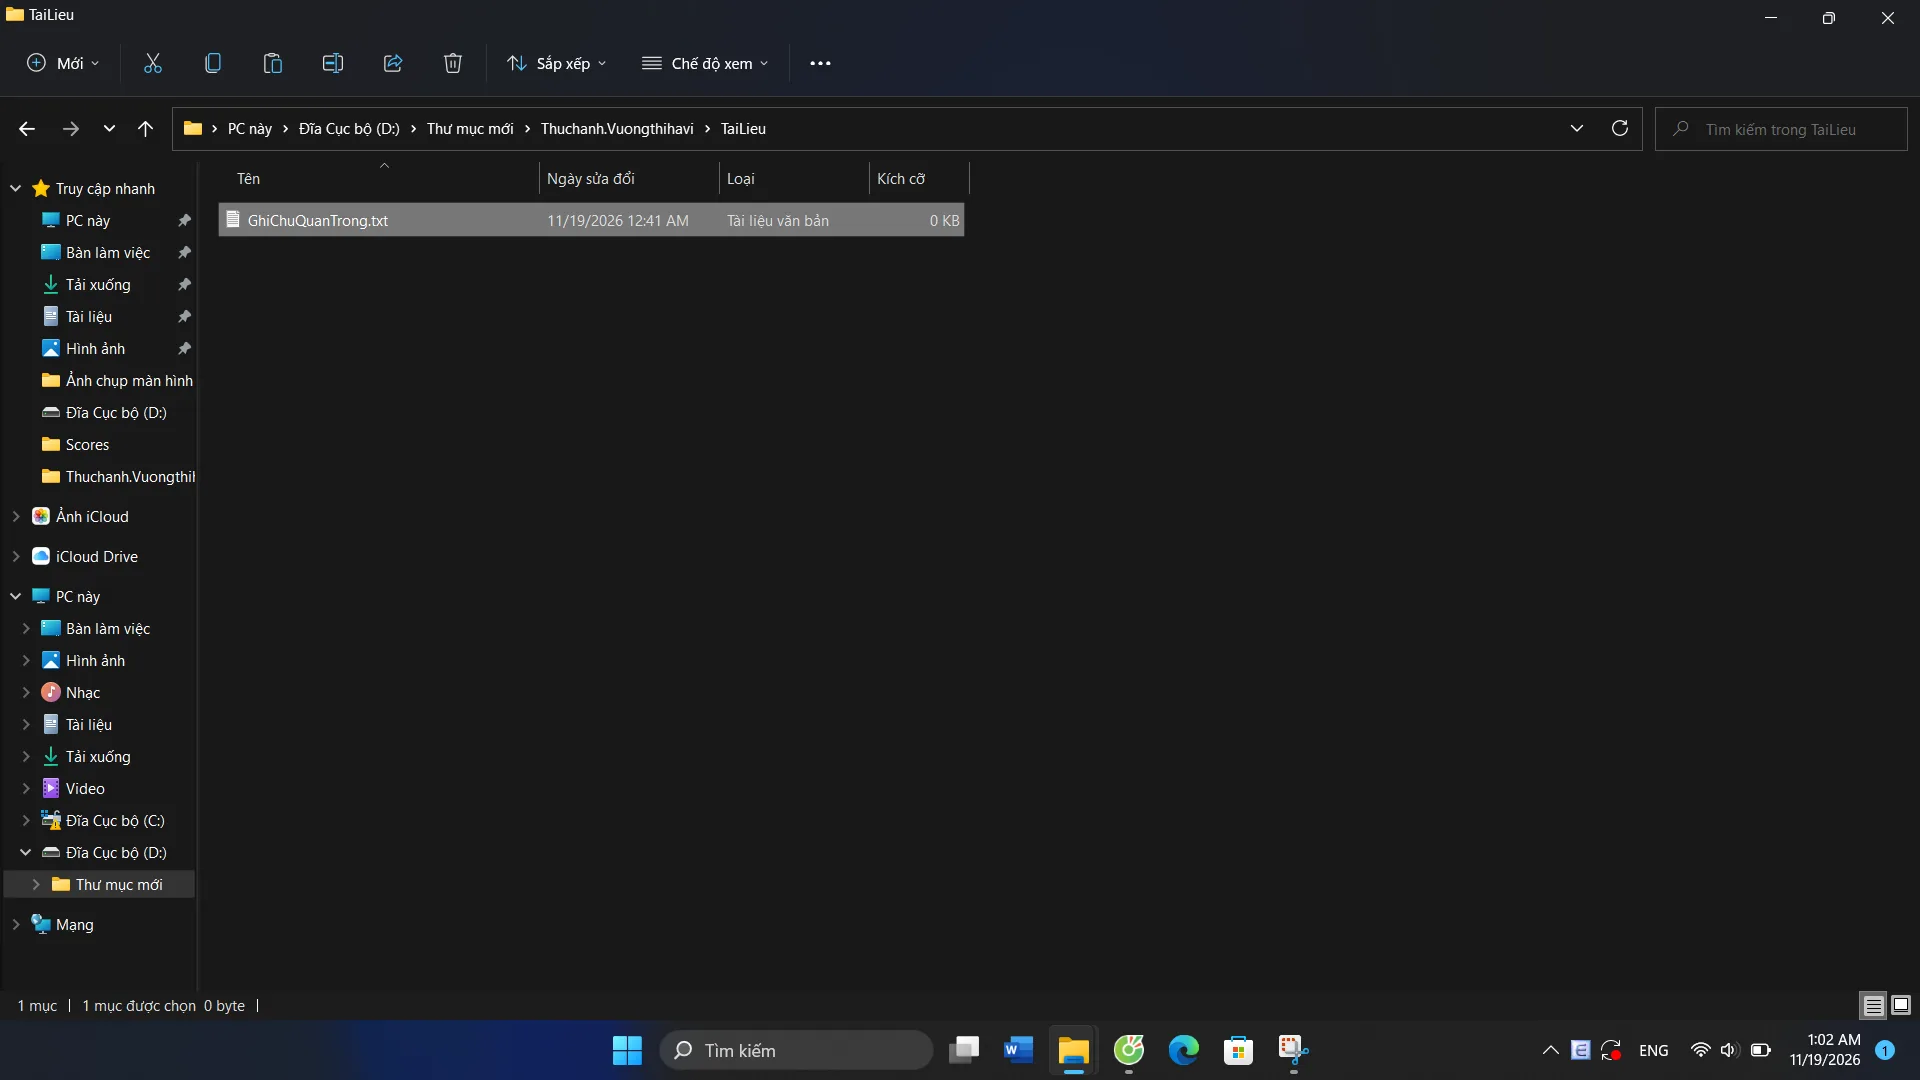 TaiLieu
Mới
Sắp xếp
Chế độ xem
PC này
Đĩa Cục bộ (D:)
Thư mục mới
Thuchanh.Vuongthihavi
TaiLieu
Tìm kiếm trong TaiLieu
Tên
Ngày sửa đổi
Loại
Kích cỡ
GhiChuQuanTrong.txt
11/19/2026 12:41 AM
Tài liệu văn bản
0 KB
Truy cập nhanh
PC này
Bàn làm việc
Tải xuống
Tài liệu
Hình ảnh
Ảnh chụp màn hình
Đĩa Cục bộ (D:)
Scores
Thuchanh.Vuongthih
Ảnh iCloud
iCloud Drive
PC này
Bàn làm việc
Hình ảnh
Nhạc
Tài liệu
Tải xuống
Video
Đĩa Cục bộ (C:)
Đĩa Cục bộ (D:)
Thư mục mới
Mạng
1 mục
1 mục được chọn 0 byte
Tìm kiếm
ENG
1:02 AM
11/19/2026
1